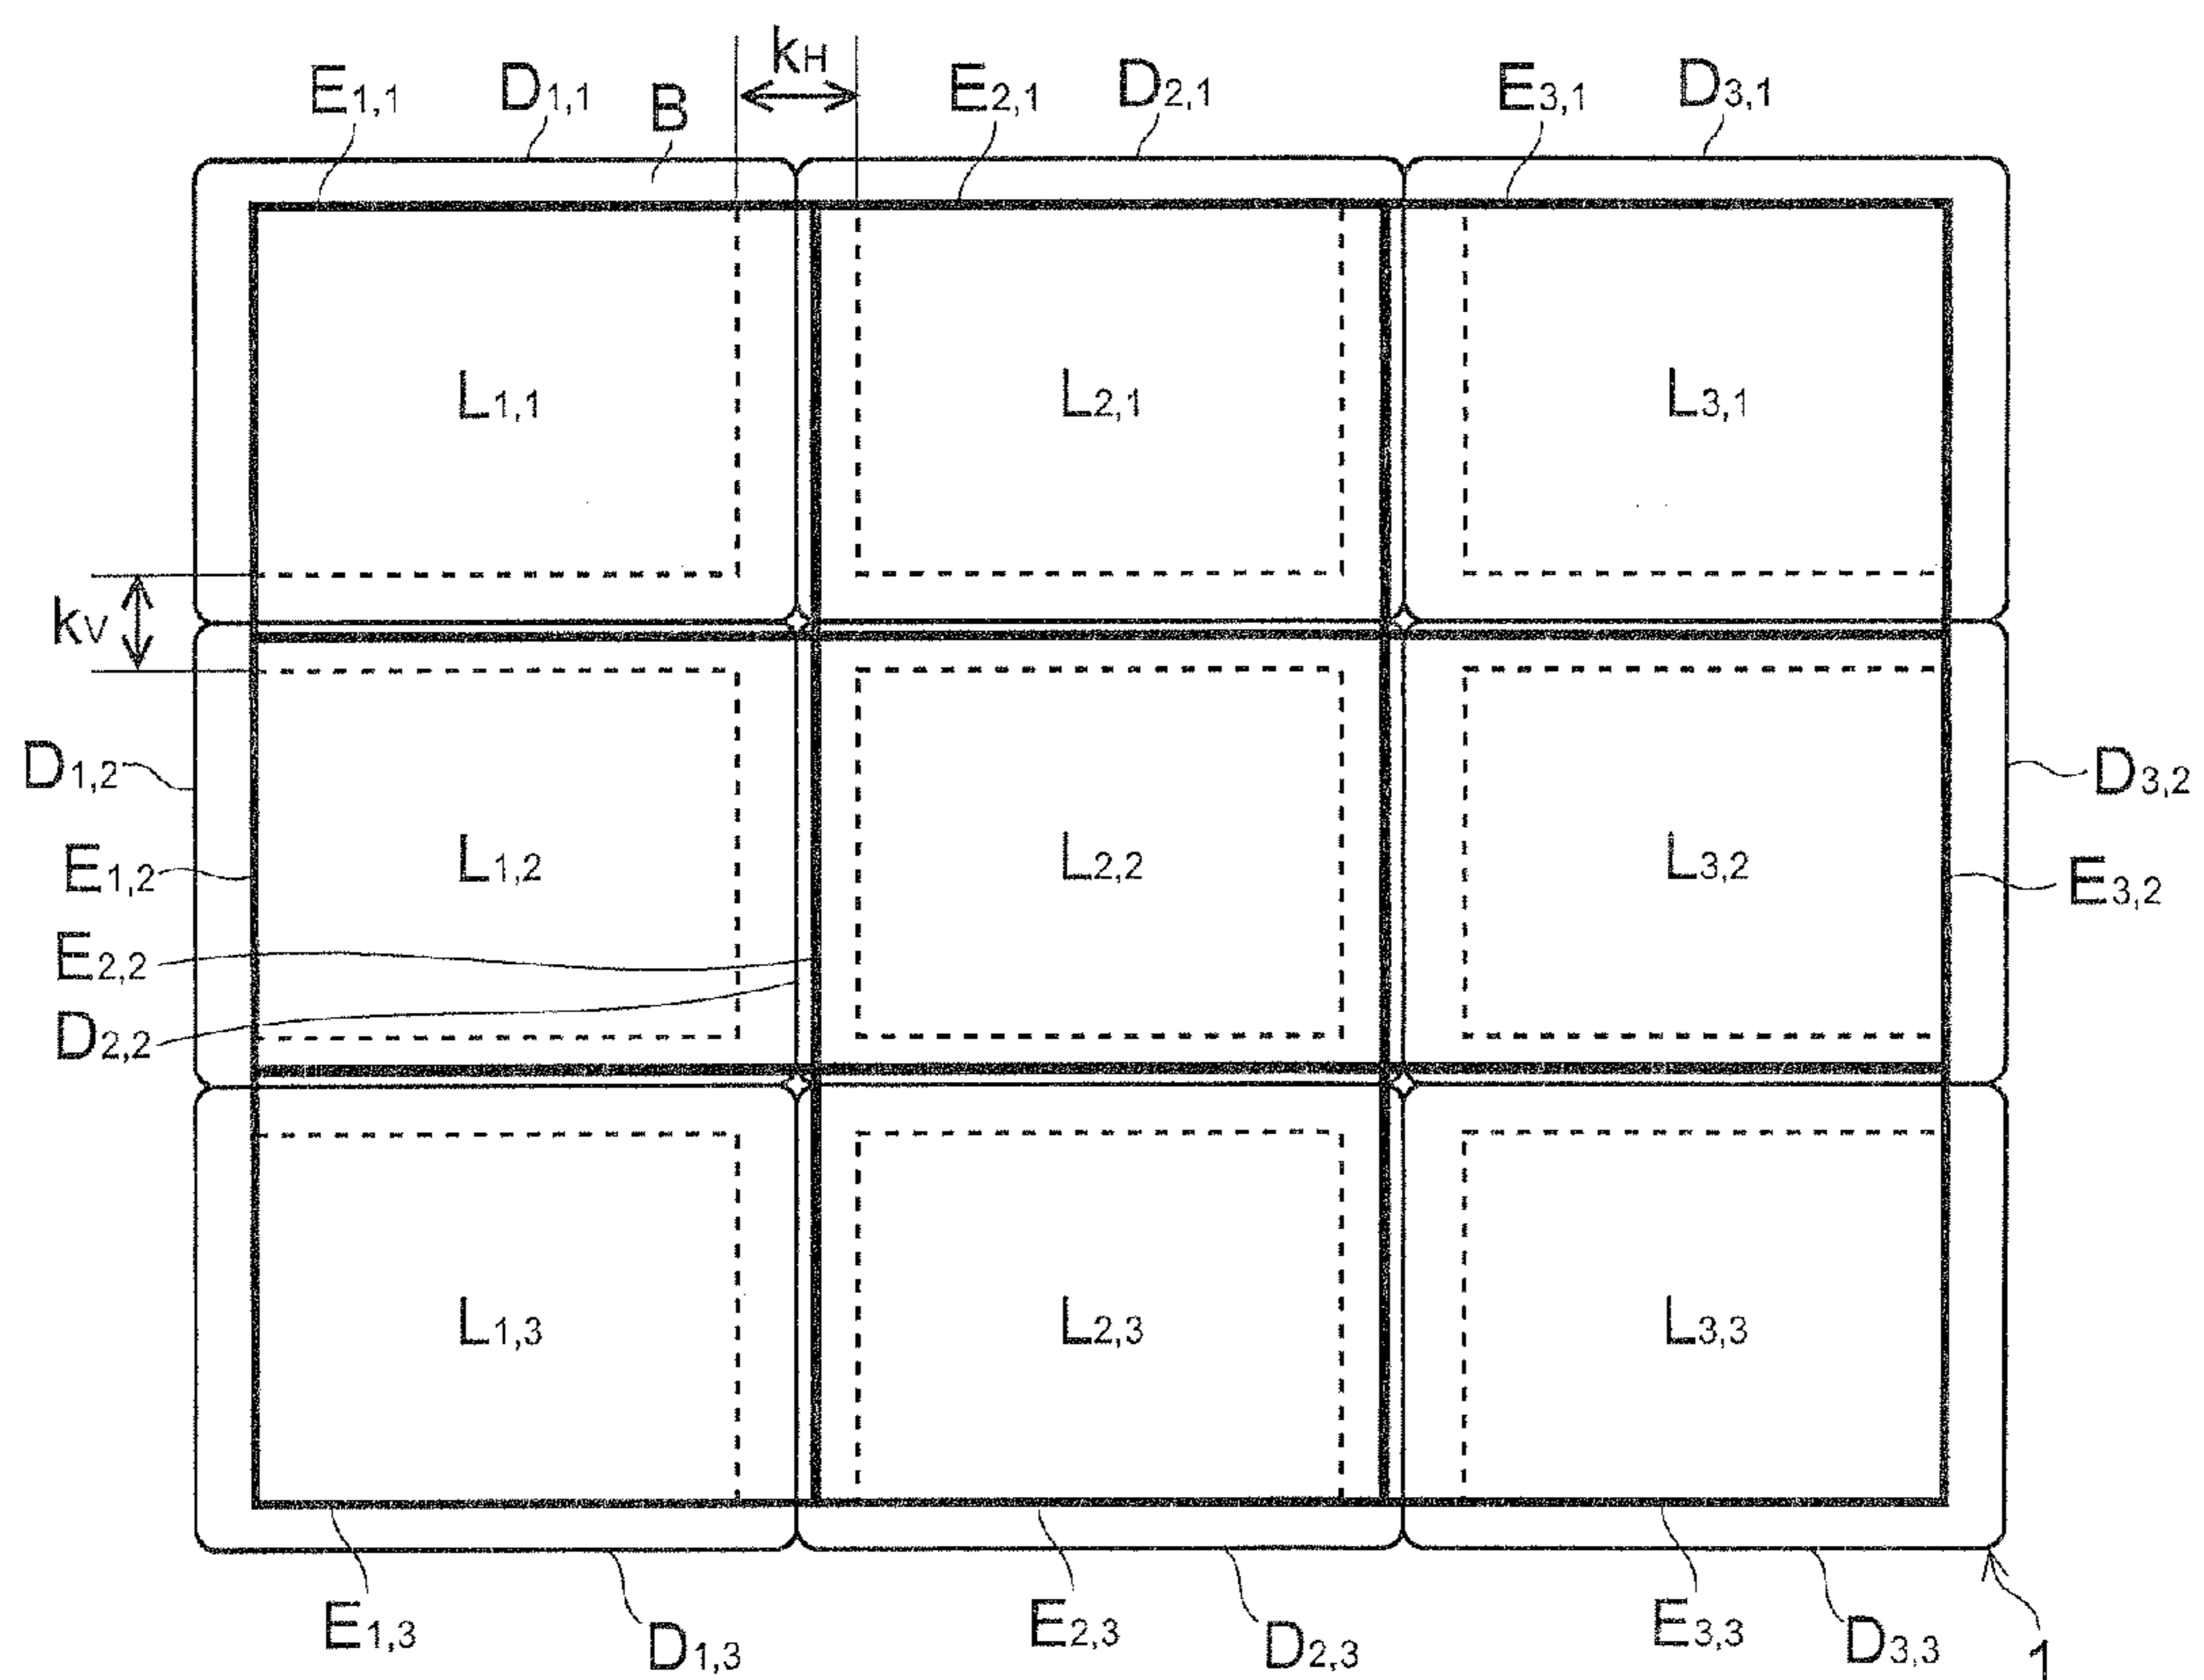 kH
E1,1 D1,1 B E2,1 D2,1 E3,1 D3,1
L1,1 L2,1 L3,1
kV
D1,2 D3,2
E1,2 L1,2 L2,2 L3,2 E3,2
E2,2
D2,2
L1,3 L2,3 L3,3
E1,3 D1,3 E2,3 D2,3 E3,3 D3,3 1